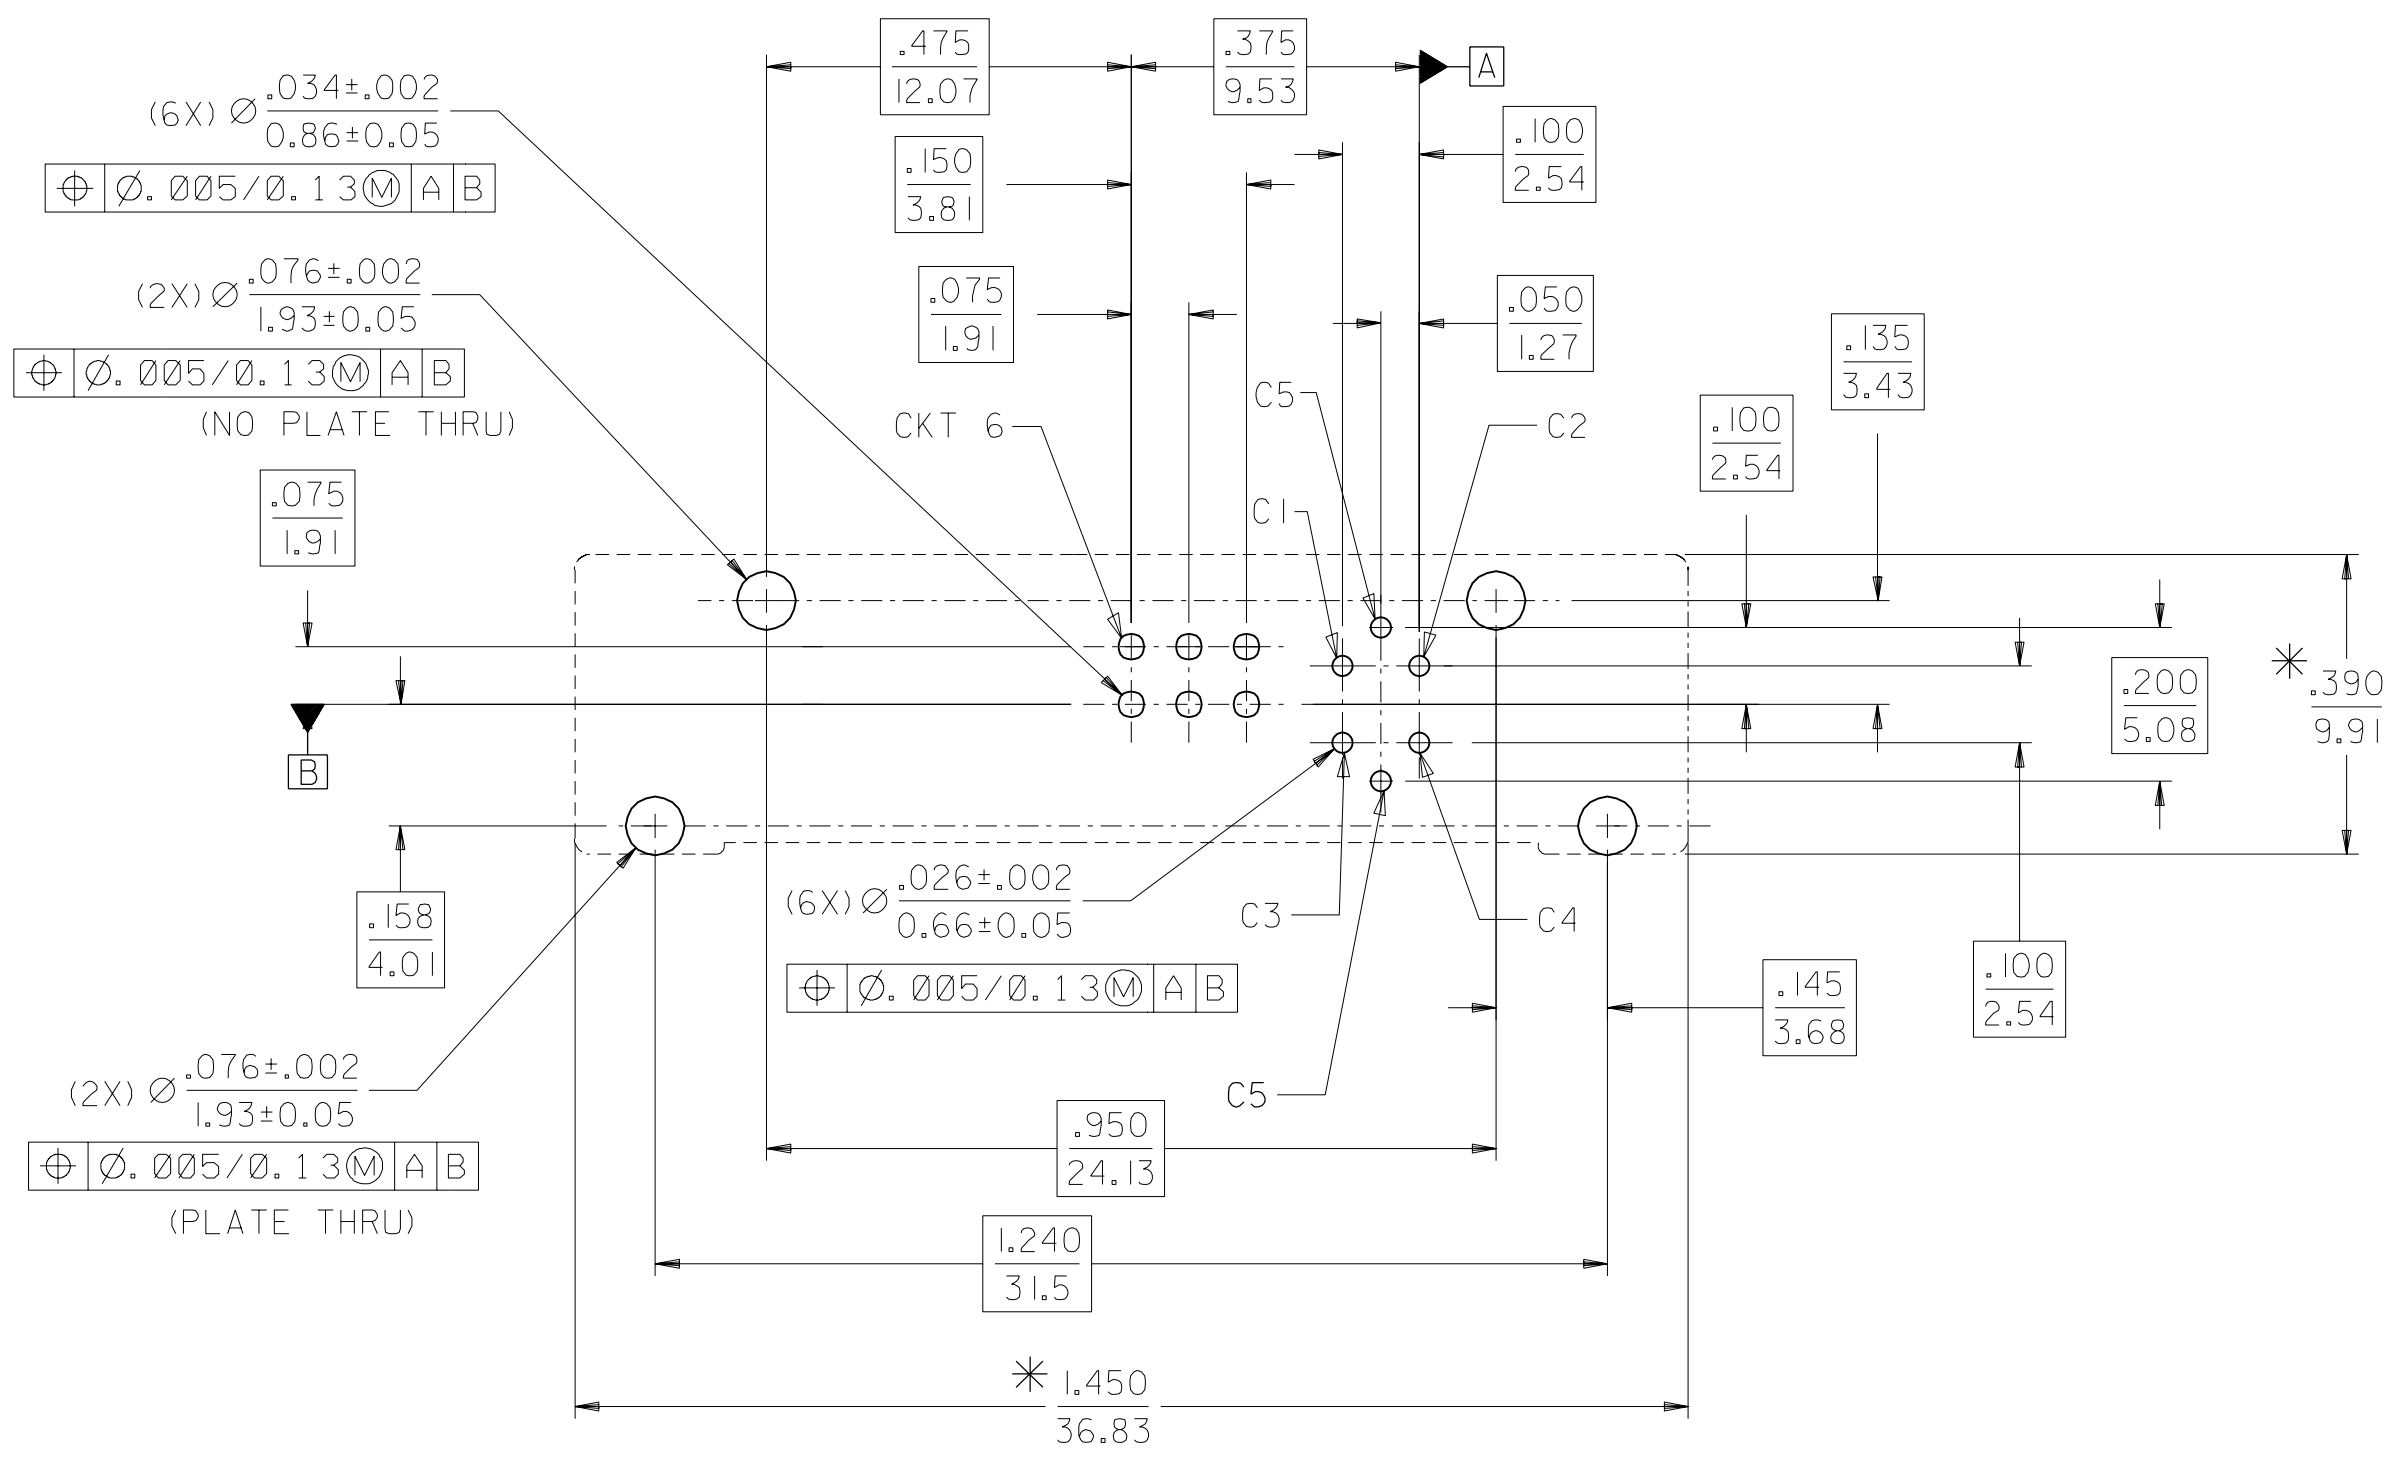 .475
12.07
.375
9.53
A
(6X) Ø .034±.002
0.86±0.05
⌖ Ø.005/0.13Ⓜ A B
.150
3.81
.100
2.54
(2X) Ø .076±.002
1.93±0.05
⌖ Ø.005/0.13Ⓜ A B
(NO PLATE THRU)
.075
1.91
.050
1.27
.135
3.43
C5
CKT 6
C2
.100
2.54
.075
1.91
C1
.200
5.08
* .390
9.91
B
(6X) Ø .026±.002
0.66±0.05
⌖ Ø.005/0.13Ⓜ A B
C3
C4
.158
4.01
.100
2.54
.145
3.68
(2X) Ø .076±.002
1.93±0.05
⌖ Ø.005/0.13Ⓜ A B
(PLATE THRU)
C5
.950
24.13
1.240
31.5
* 1.450
36.83